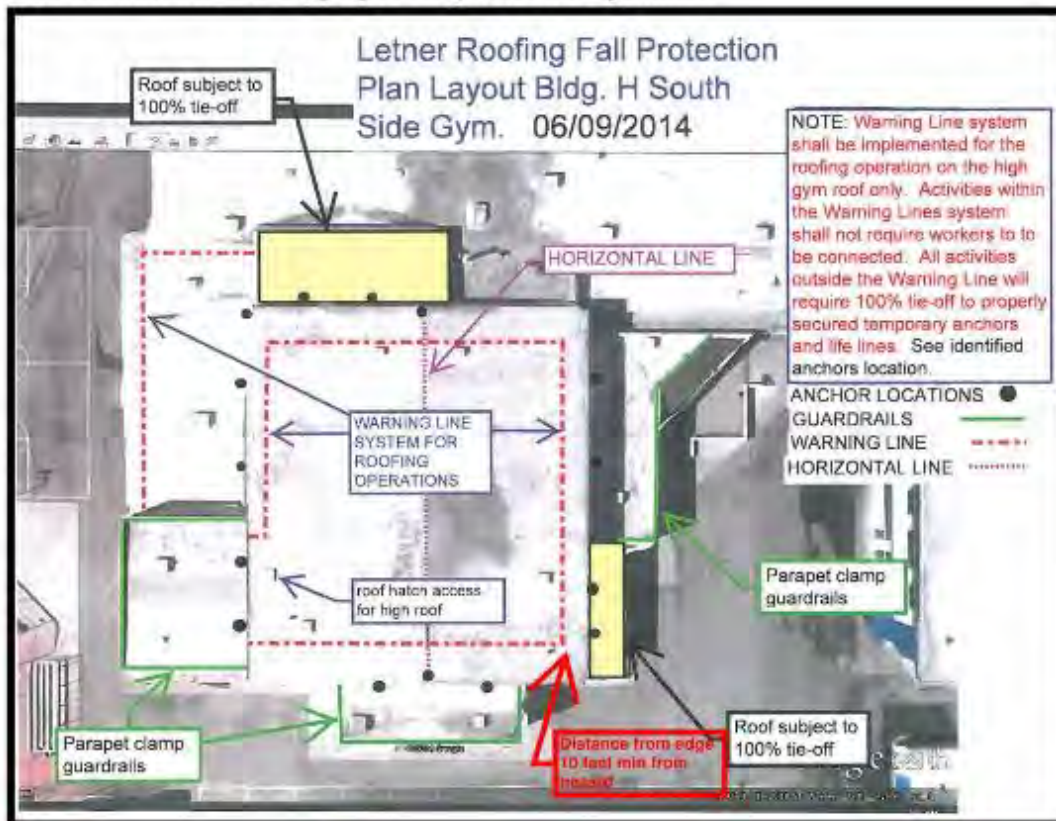 Letner Roofing Fall Protection
Plan Layout Bldg. H South
Side Gym. 06/09/2014
Roof subject to
100% tie-off
NOTE: Warning Line system
shall be implemented for the
roofing operation on the high
gym roof only. Activities within
the Warning Lines system
shall not require workers to to
be connected. All activities
outside the Warning Line will
require 100% tie-off to properly
secured temporary anchors
and life lines. See identified
anchors location.
HORIZONTAL LINE
ANCHOR LOCATIONS
GUARDRAILS
WARNING LINE
HORIZONTAL LINE
WARNING LINE
SYSTEM FOR
ROOFING
OPERATIONS
roof hatch access
for high roof
Parapet clamp
guardrails
Parapet clamp
guardrails
Distance from edge
10 feet min from
Roof subject to
100% tie-off